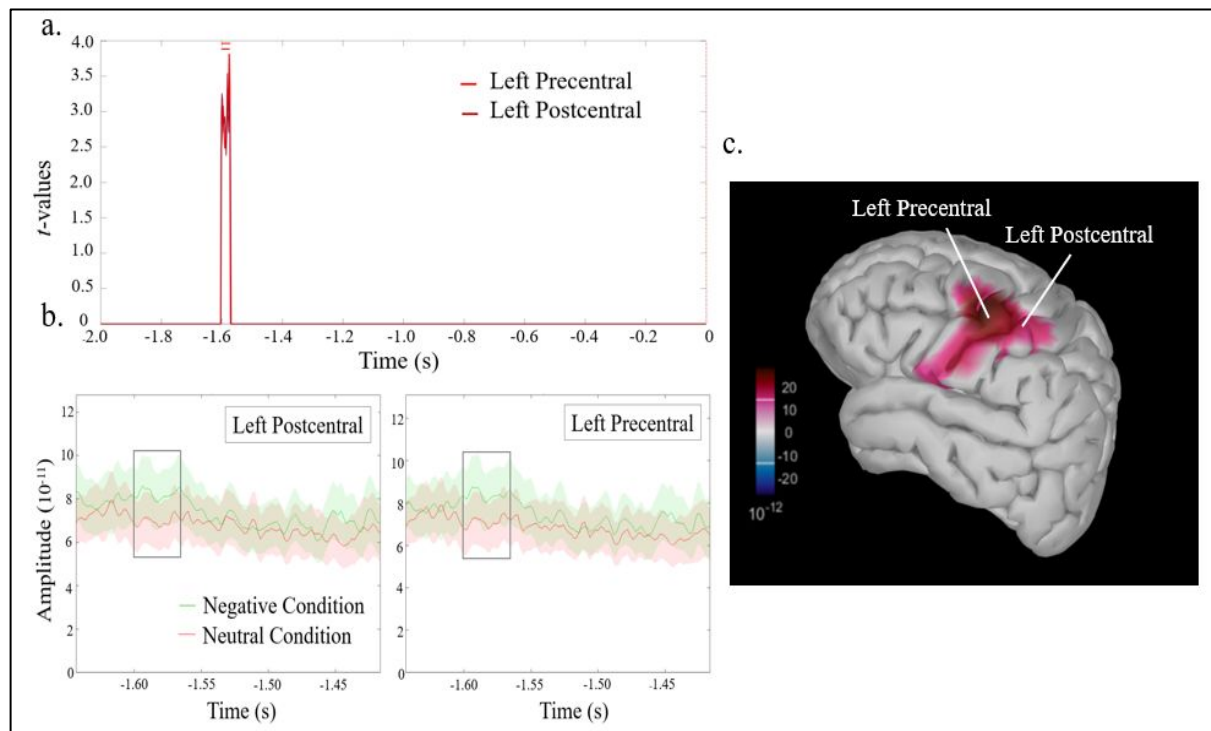 a.
4.0
3.5
3.0
2.5
2.0
1.5
1.0
0.5
0
t-values
Left Precentral
Left Postcentral
2.0 -1.8 -1.6 -1.4 -1.2 -1.0 -0.8 -0.6 -0.4 -0.2 0
Time (s)
b.
12
10
8
6
4
2
0
Amplitude (10⁻¹¹)
Left Postcentral
Negative Condition
Neutral Condition
-1.60 -1.55 -1.50 -1.45
Time (s)
12
10
8
6
4
2
0
Left Precentral
-1.60 -1.55 -1.50 -1.45
Time (s)
c.
Left Precentral
Left Postcentral
20
10
0
-10
-20
10⁻¹²